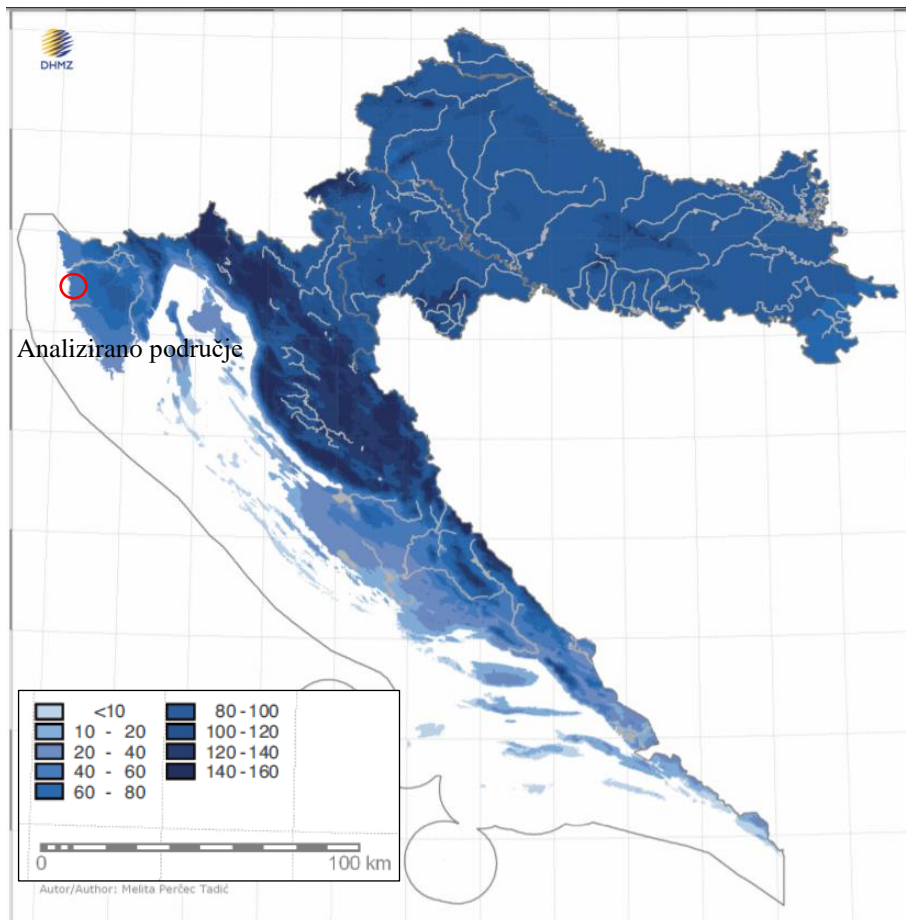 DHMZ
Analizirano područje
<10
10 - 20
20 - 40
40 - 60
60 - 80
80-100
100-120
120-140
140-160
0 100 km
Autor/Author: Melita Perčec Tadić